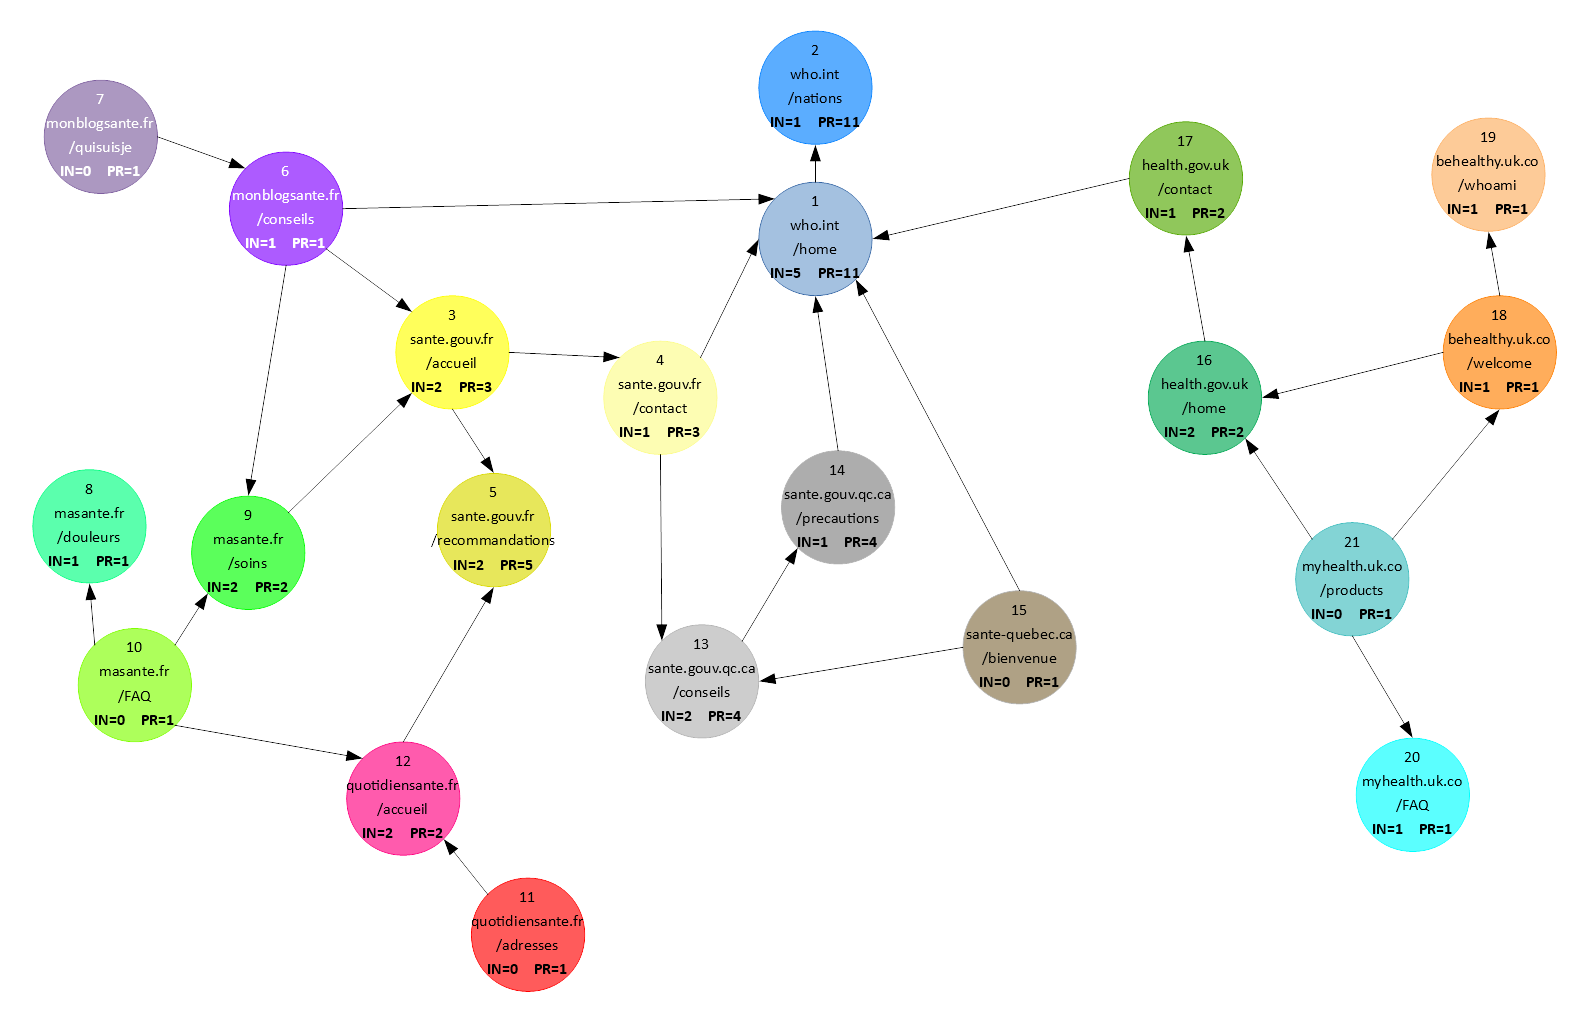 2
who.int
/nations
IN=1 PR=11
7
monblogsante.fr
/quisuisje
IN=0 PR=1
6
monblogsante.fr
/conseils
IN=1 PR=1
1
who.int
/home
IN=5 PR=11
17
health.gov.uk
/contact
IN=1 PR=2
19
behealthy.uk.co
/whoami
IN=1 PR=1
3
sante.gouv.fr
/accueil
IN=2 PR=3
4
sante.gouv.fr
/contact
IN=1 PR=3
16
health.gov.uk
/home
IN=2 PR=2
18
behealthy.uk.co
/welcome
IN=1 PR=1
8
masante.fr
/douleurs
IN=1 PR=1
9
masante.fr
/soins
IN=2 PR=2
5
sante.gouv.fr
/recommandations
IN=2 PR=5
14
sante.gouv.qc.ca
/precautions
IN=1 PR=4
21
myhealth.uk.co
/products
IN=0 PR=1
10
masante.fr
/FAQ
IN=0 PR=1
13
sante.gouv.qc.ca
/conseils
IN=2 PR=4
15
sante-quebec.ca
/bienvenue
IN=0 PR=1
12
quotidiensante.fr
/accueil
IN=2 PR=2
20
myhealth.uk.co
/FAQ
IN=1 PR=1
11
quotidiensante.fr
/adresses
IN=0 PR=1